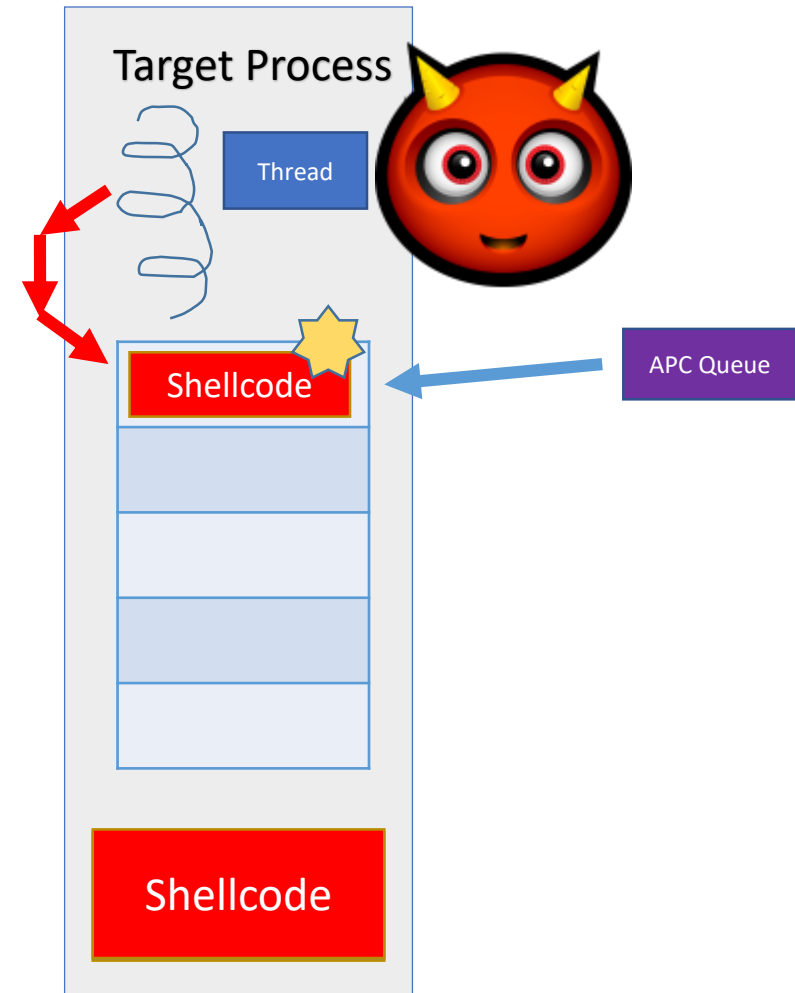 Target Process
Thread
Shellcode
APC Queue
Shellcode